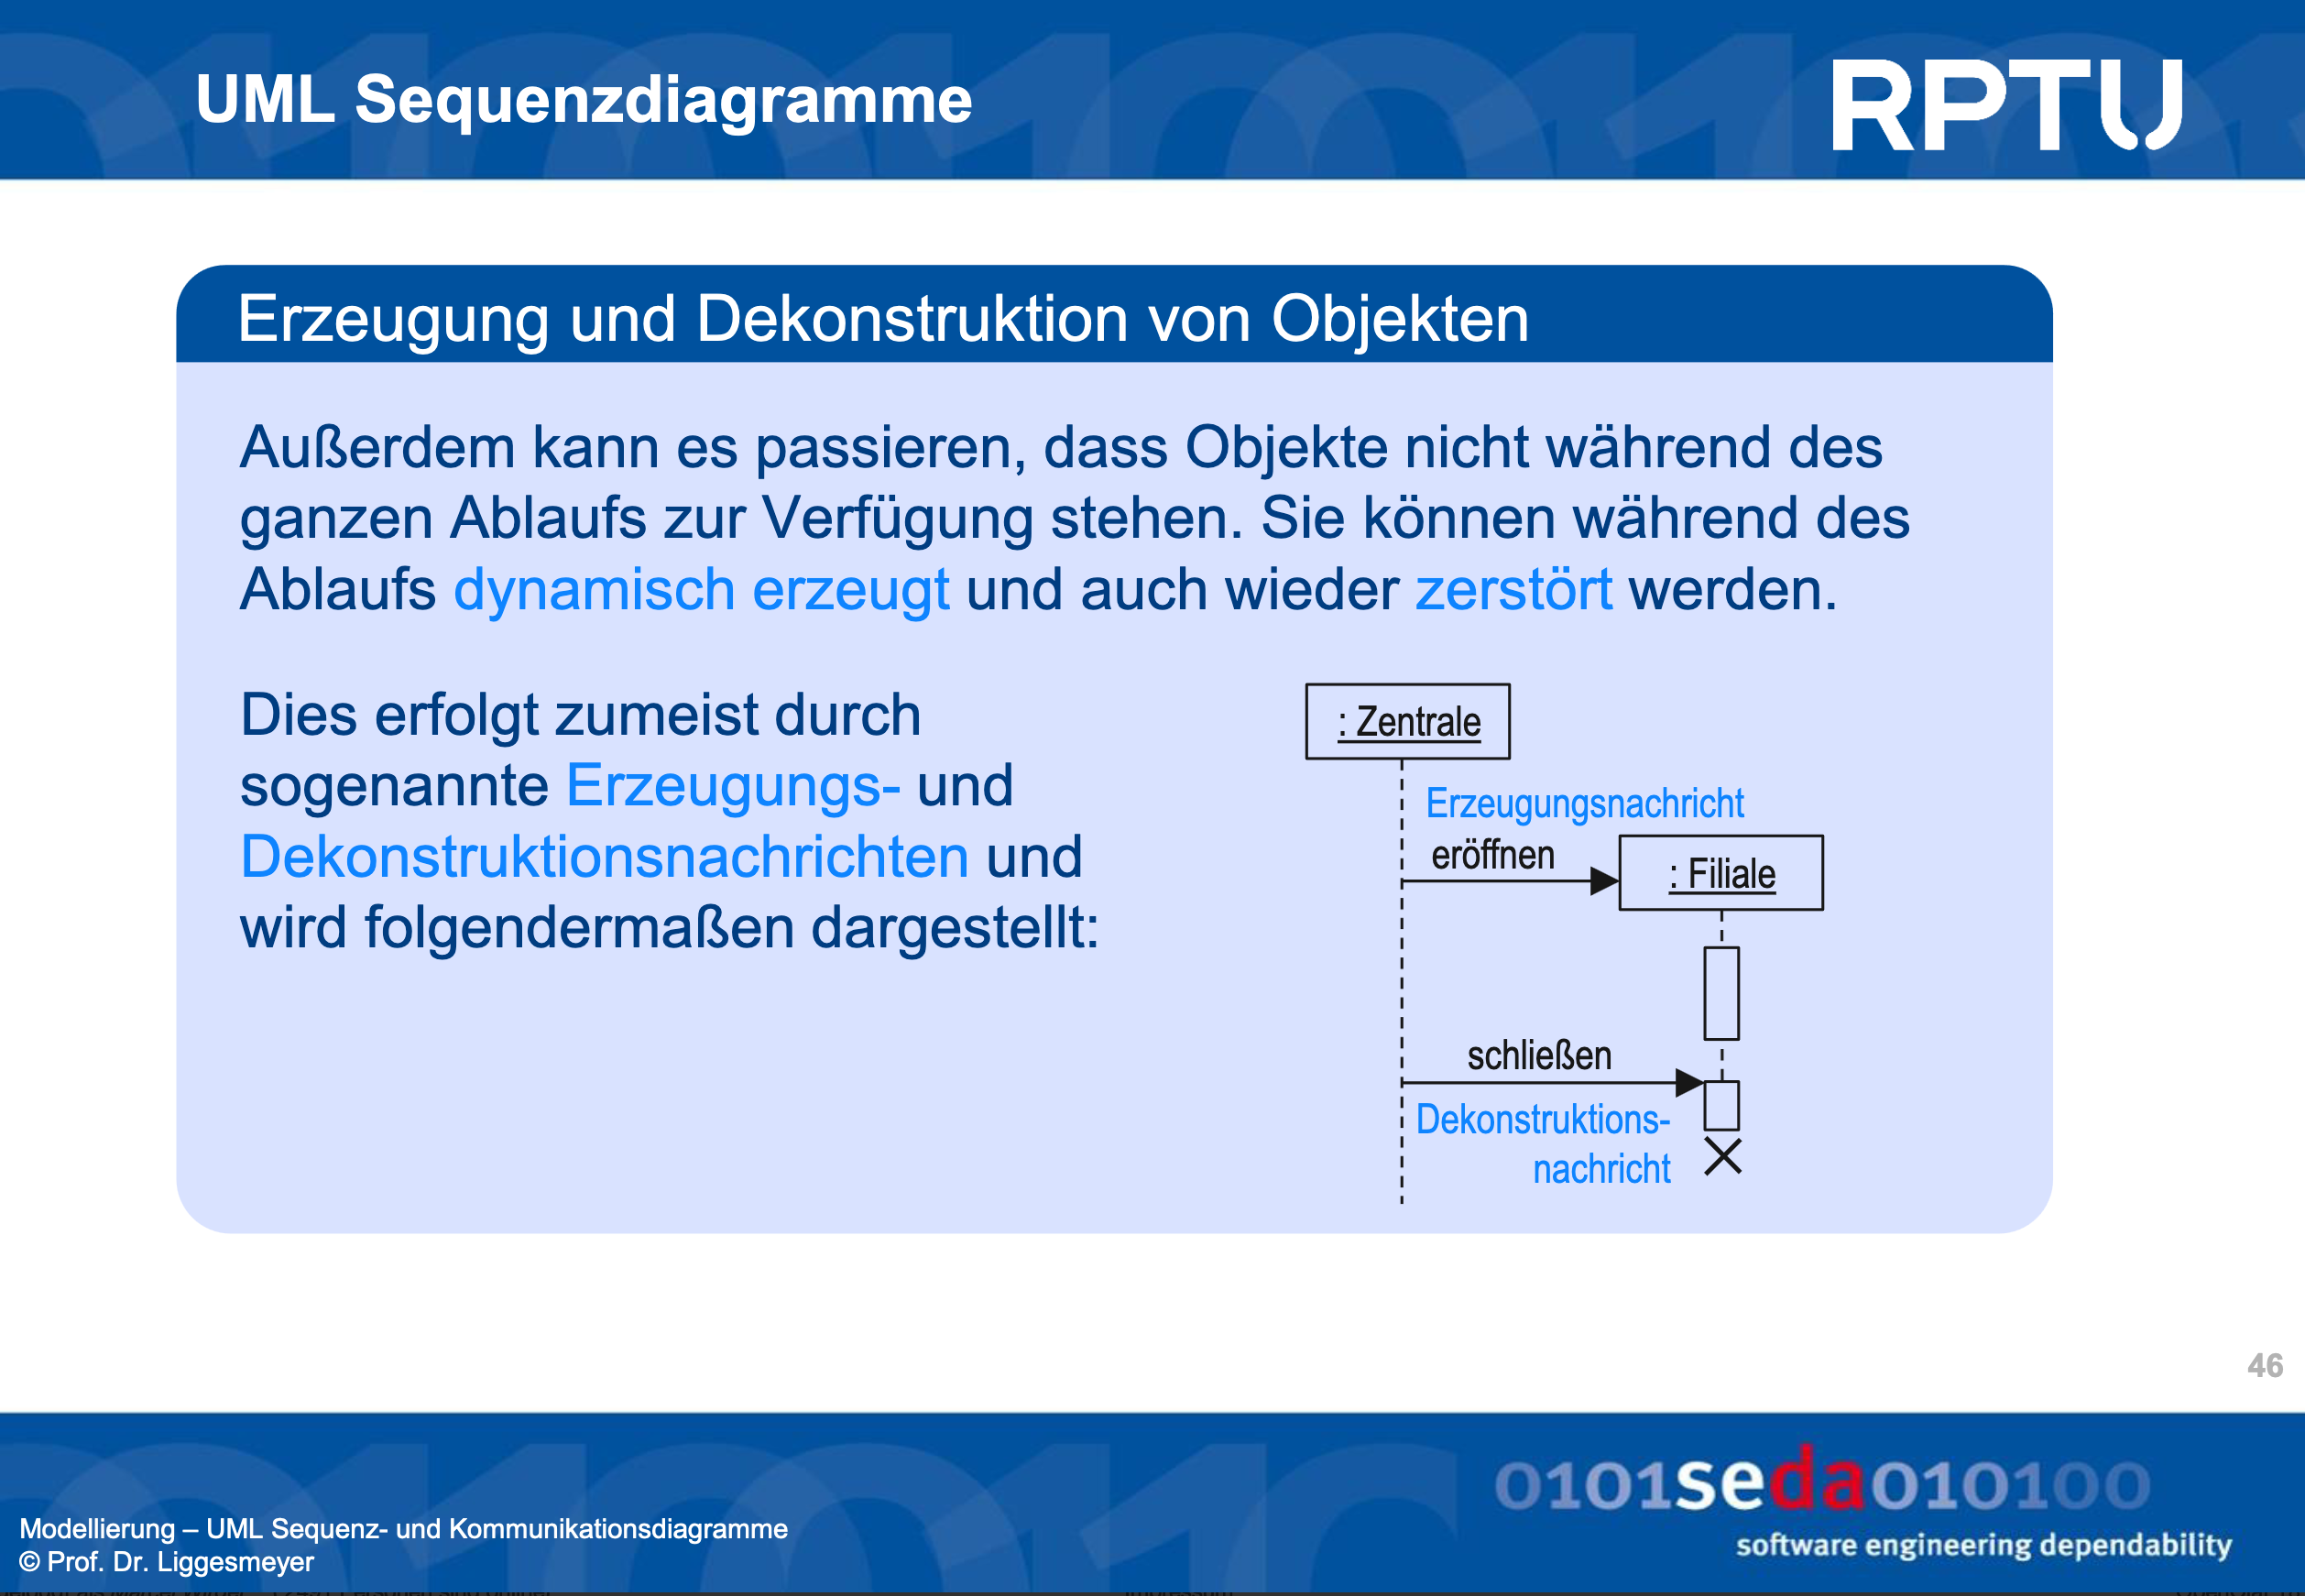 UML Sequenzdiagramme
RPTU
Erzeugung und Dekonstruktion von Objekten
Außerdem kann es passieren, dass Objekte nicht während des
ganzen Ablaufs zur Verfügung stehen. Sie können während des
Ablaufs dynamisch erzeugt und auch wieder zerstört werden.
Dies erfolgt zumeist durch
sogenannte Erzeugungs- und
Dekonstruktionsnachrichten und
wird folgendermaßen dargestellt:
: Zentrale
Erzeugungsnachricht
eröffnen
: Filiale
schließen
Dekonstruktions-
nachricht
46
0101seda010100
software engineering dependability
Modellierung – UML Sequenz- und Kommunikationsdiagramme
© Prof. Dr. Liggesmeyer